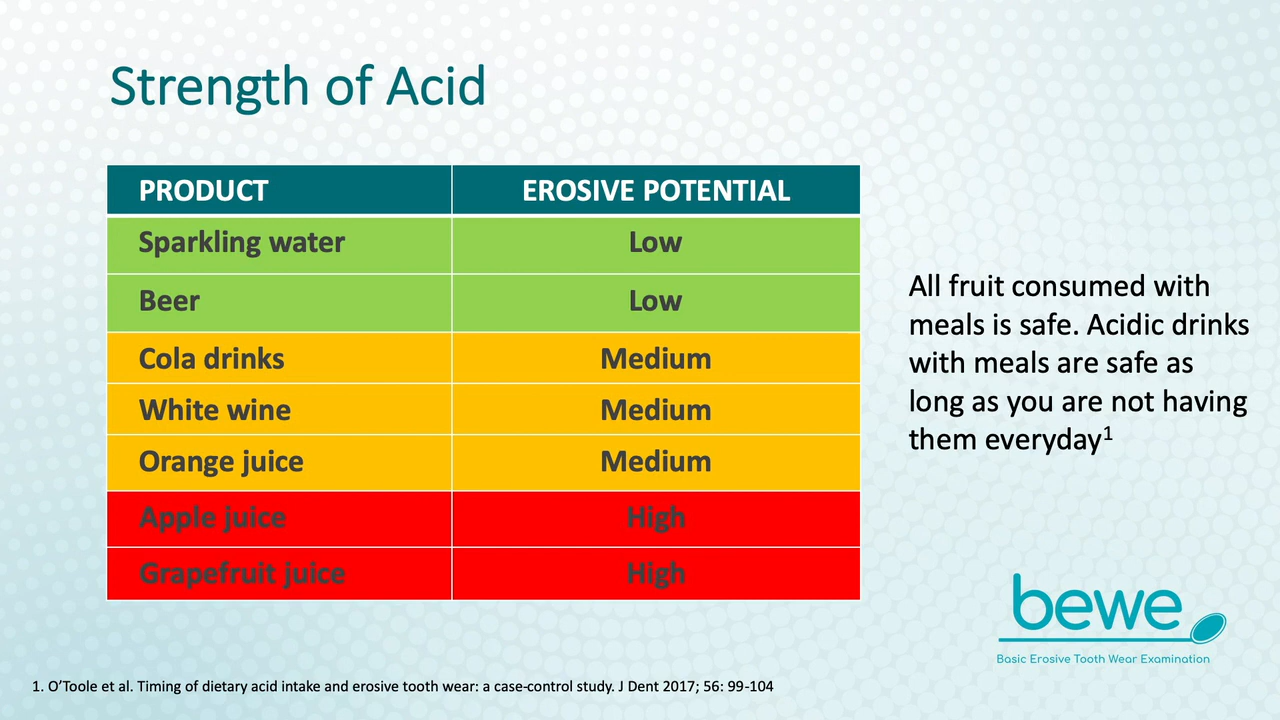 Strength of Acid
PRODUCT EROSIVE POTENTIAL
Sparkling water Low
Beer Low
Cola drinks Medium
White wine Medium
Orange juice Medium
Apple juice High
Grapefruit juice High
All fruit consumed with
meals is safe. Acidic drinks
with meals are safe as
long as you are not having
them everyday¹
bewe
Basic Erosive Tooth Wear Examination
1. O’Toole et al. Timing of dietary acid intake and erosive tooth wear: a case-control study. J Dent 2017; 56: 99-104